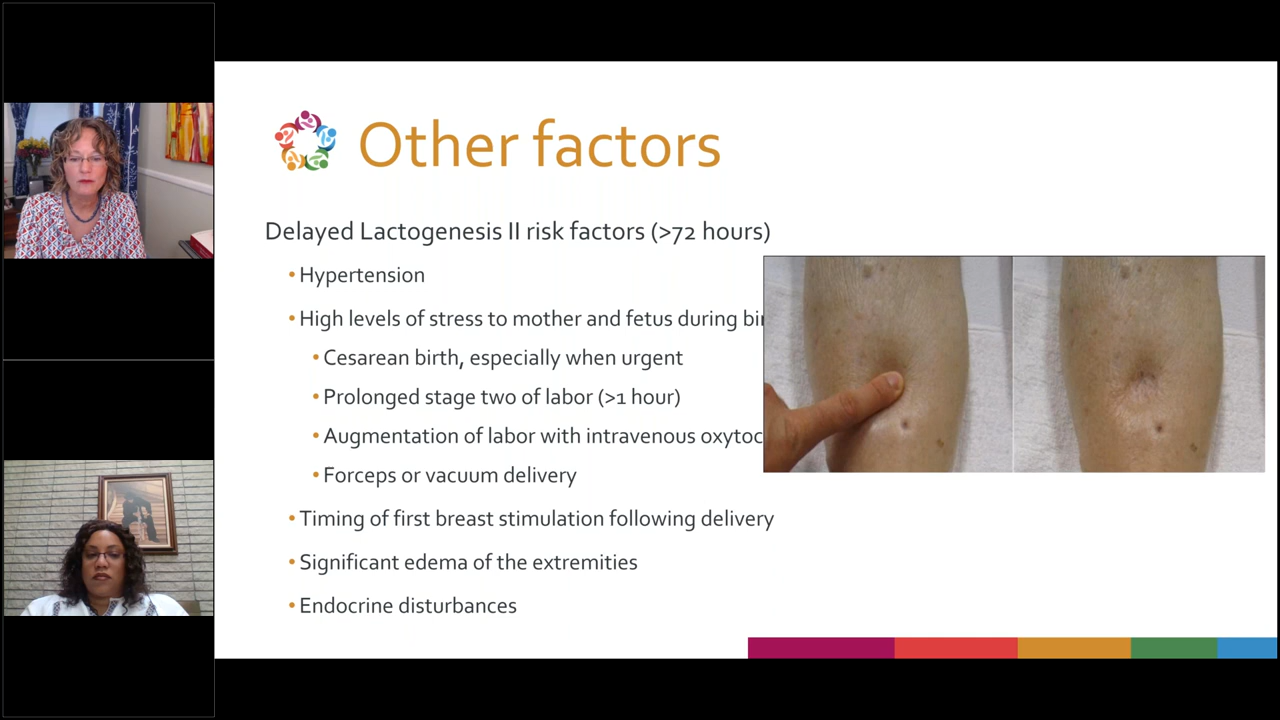 Other factors
Delayed Lactogenesis II risk factors (>72 hours)
•Hypertension
•High levels of stress to mother and fetus during
•Cesarean birth, especially when urgent
•Prolonged stage two of labor (>1 hour)
•Augmentation of labor with intravenous
•Forceps or vacuum delivery
•Timing of first breast stimulation following delivery
•Significant edema of the extremities
•Endocrine disturbances